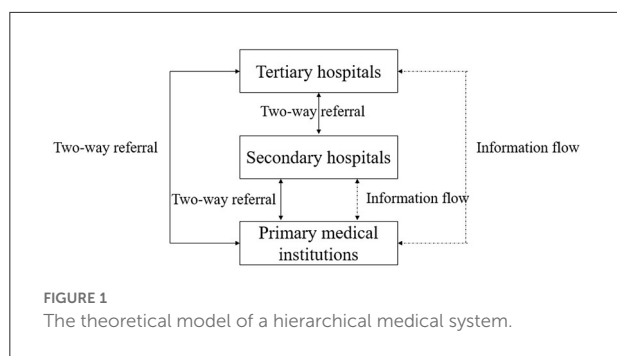 Tertiary hospitals
Two-way referral
Two-way referral
Information flow
Secondary hospitals
Two-way referral
Information flow
Primary medical
institutions
FIGURE 1
The theoretical model of a hierarchical medical system.